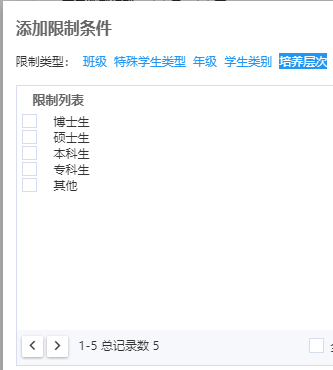 添加限制条件
限制类型： 班级 特殊学生类型 年级 学生类别 培养层次
限制列表
博士生
硕士生
本科生
专科生
其他
1-5 总记录数 5